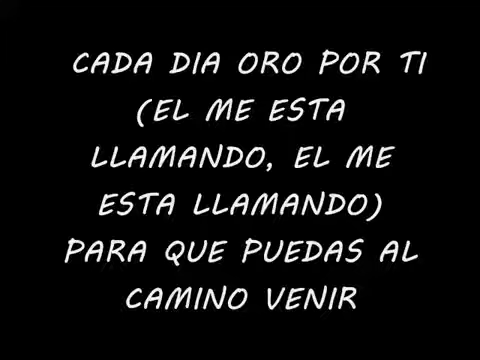 CADA DIA ORO POR TI
(EL ME ESTA
LLAMANDO, EL ME
ESTA LLAMANDO)
PARA QUE PUEDAS AL
CAMINO VENIR